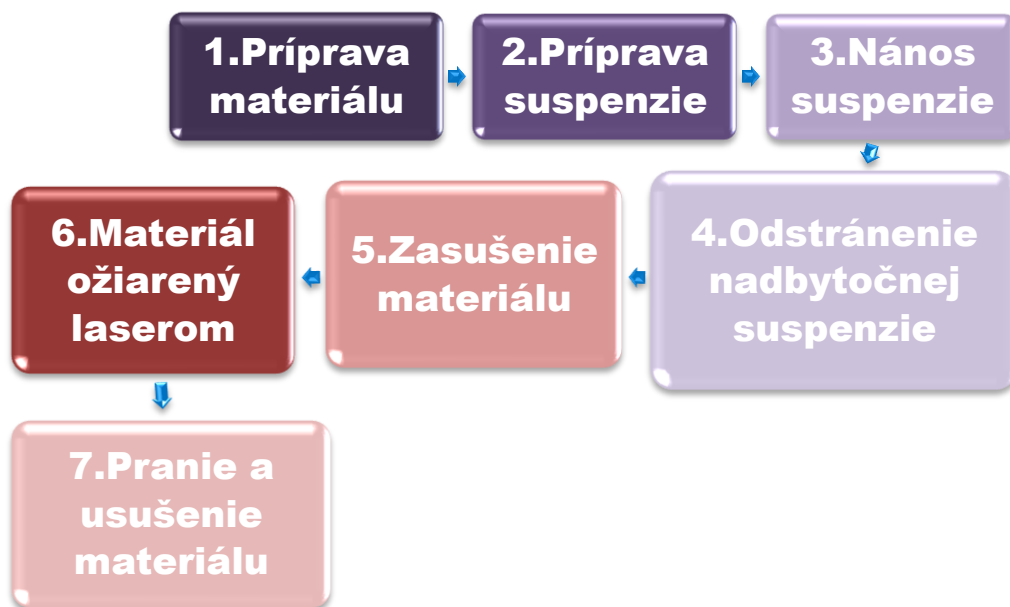 1.Príprava
materiálu
2.Príprava
suspenzie
3.Nános
suspenzie
4.Odstránenie
nadbytočnej
suspenzie
5.Zasušenie
materiálu
6.Materiál
ožiarený
laserom
7.Pranie a
usušenie
materiálu